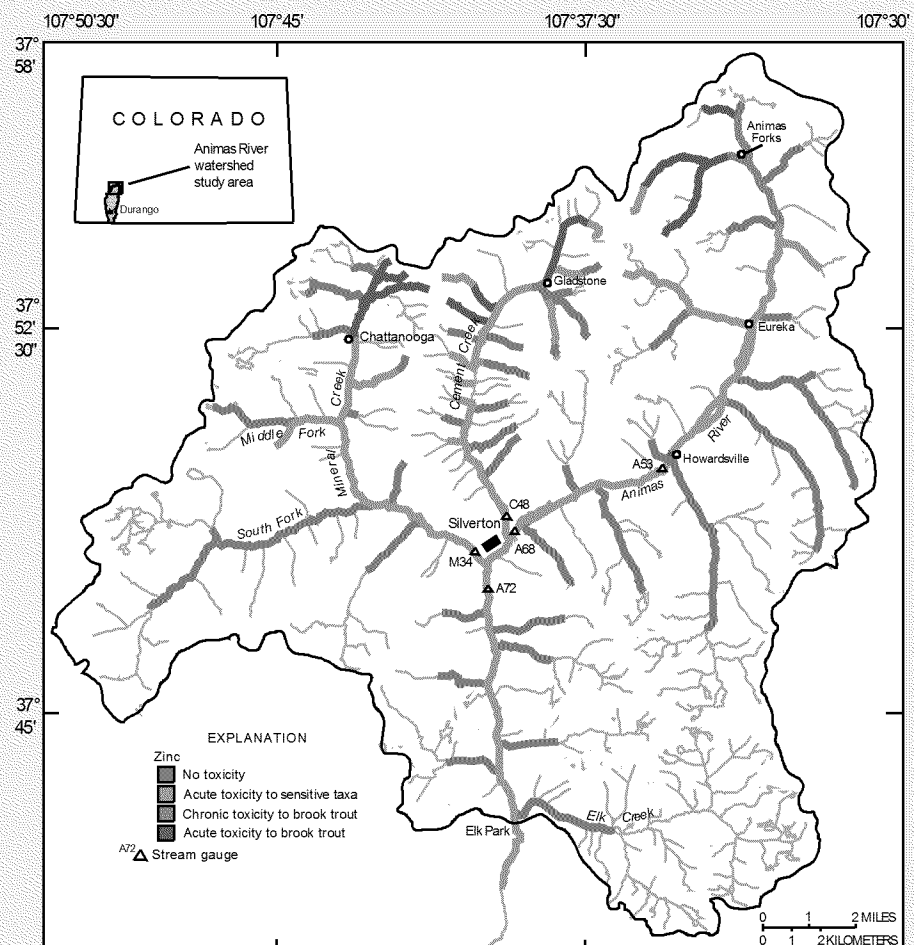 107°50'30"
107°45'
107°37'30"
107°30'
37°
58'
COLORADO
Animas River
watershed
study area
Durango
Animas
Forks
Gladstone
37°
52'
30"
Eureka
Chattanooga
Cement Creek
Mineral Creek
Middle Fork
River
Howardsville
A53
Animas
South Fork
C48
Silverton
A68
M34
A72
37°
45'
EXPLANATION
Zinc
No toxicity
Acute toxicity to sensitive taxa
Chronic toxicity to brook trout
Acute toxicity to brook trout
A72 Stream gauge
Elk Creek
Elk Park
0 1 2 MILES
0 1 2 KILOMETERS